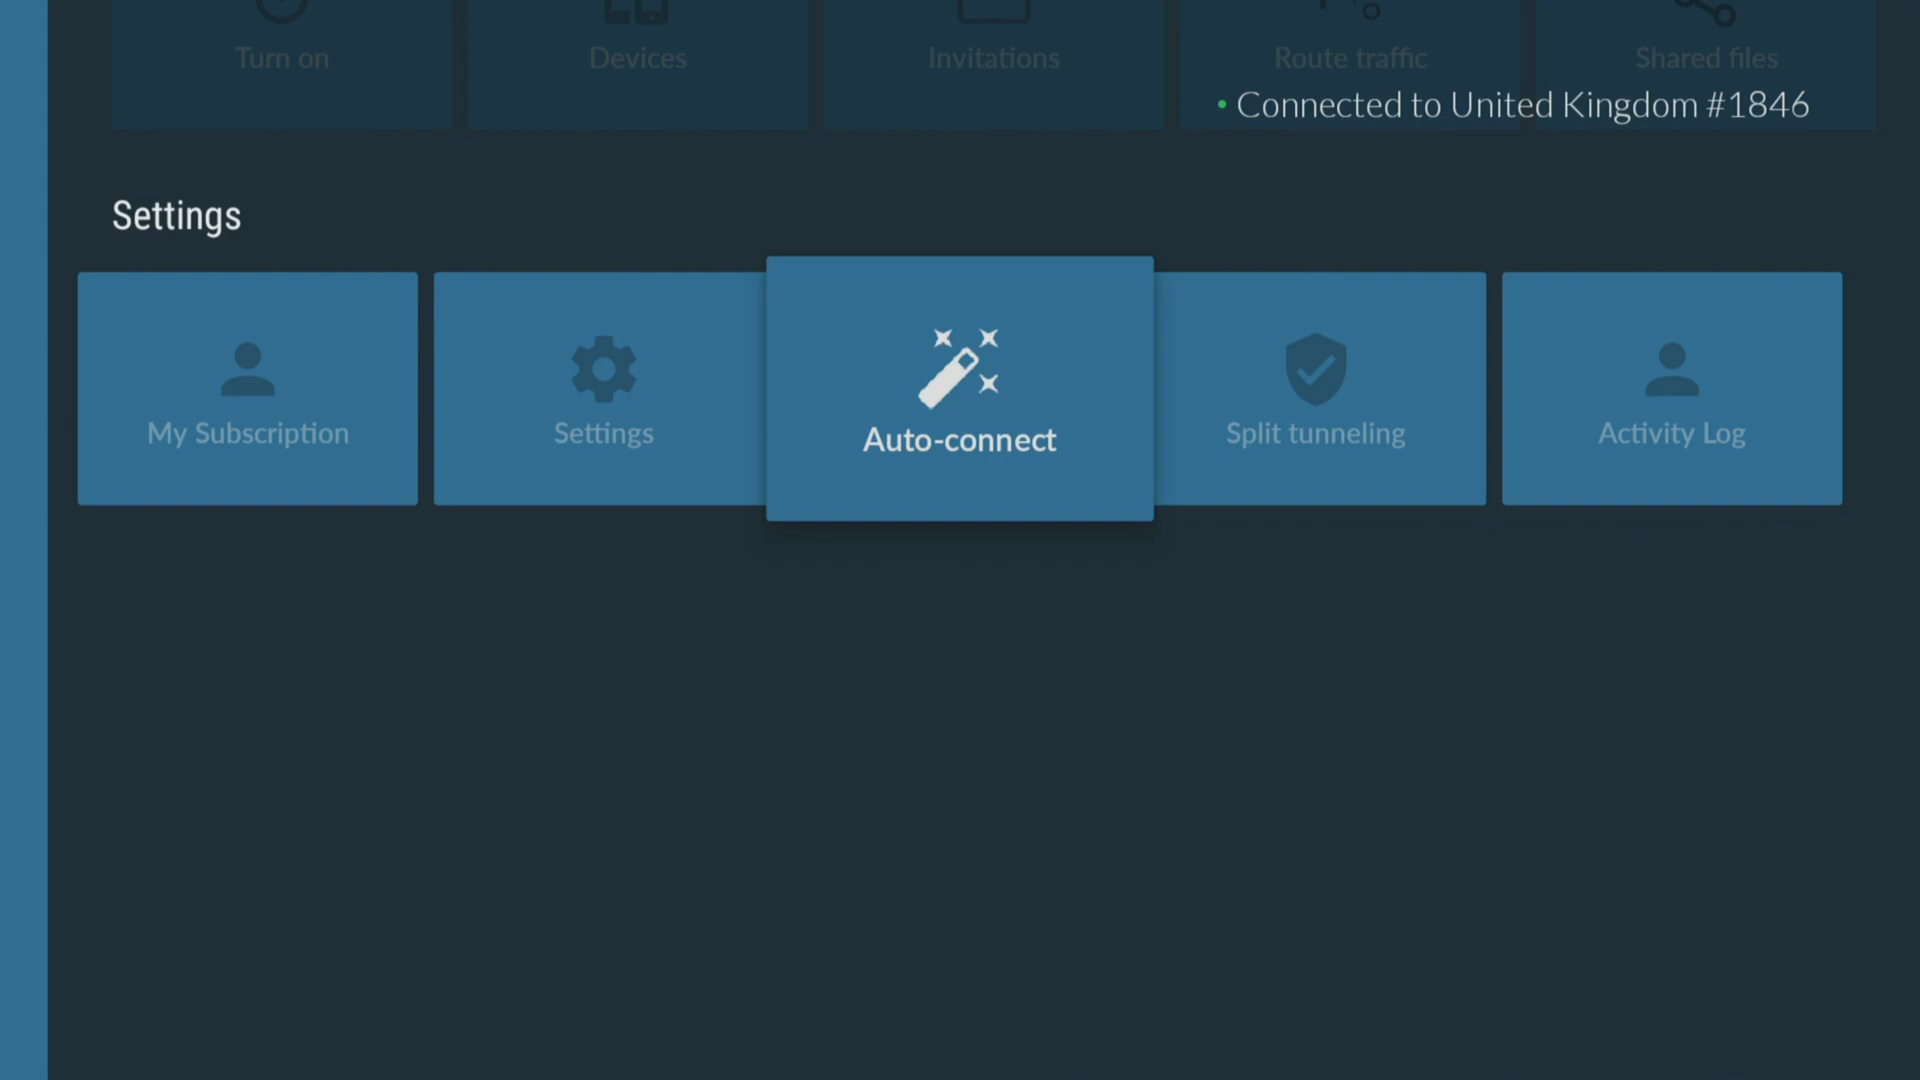 Turn on
Devices
Invitations
Route traffic
Shared files
Connected to United Kingdom #1846
Settings
My Subscription
Settings
Auto-connect
Split tunneling
Activity Log